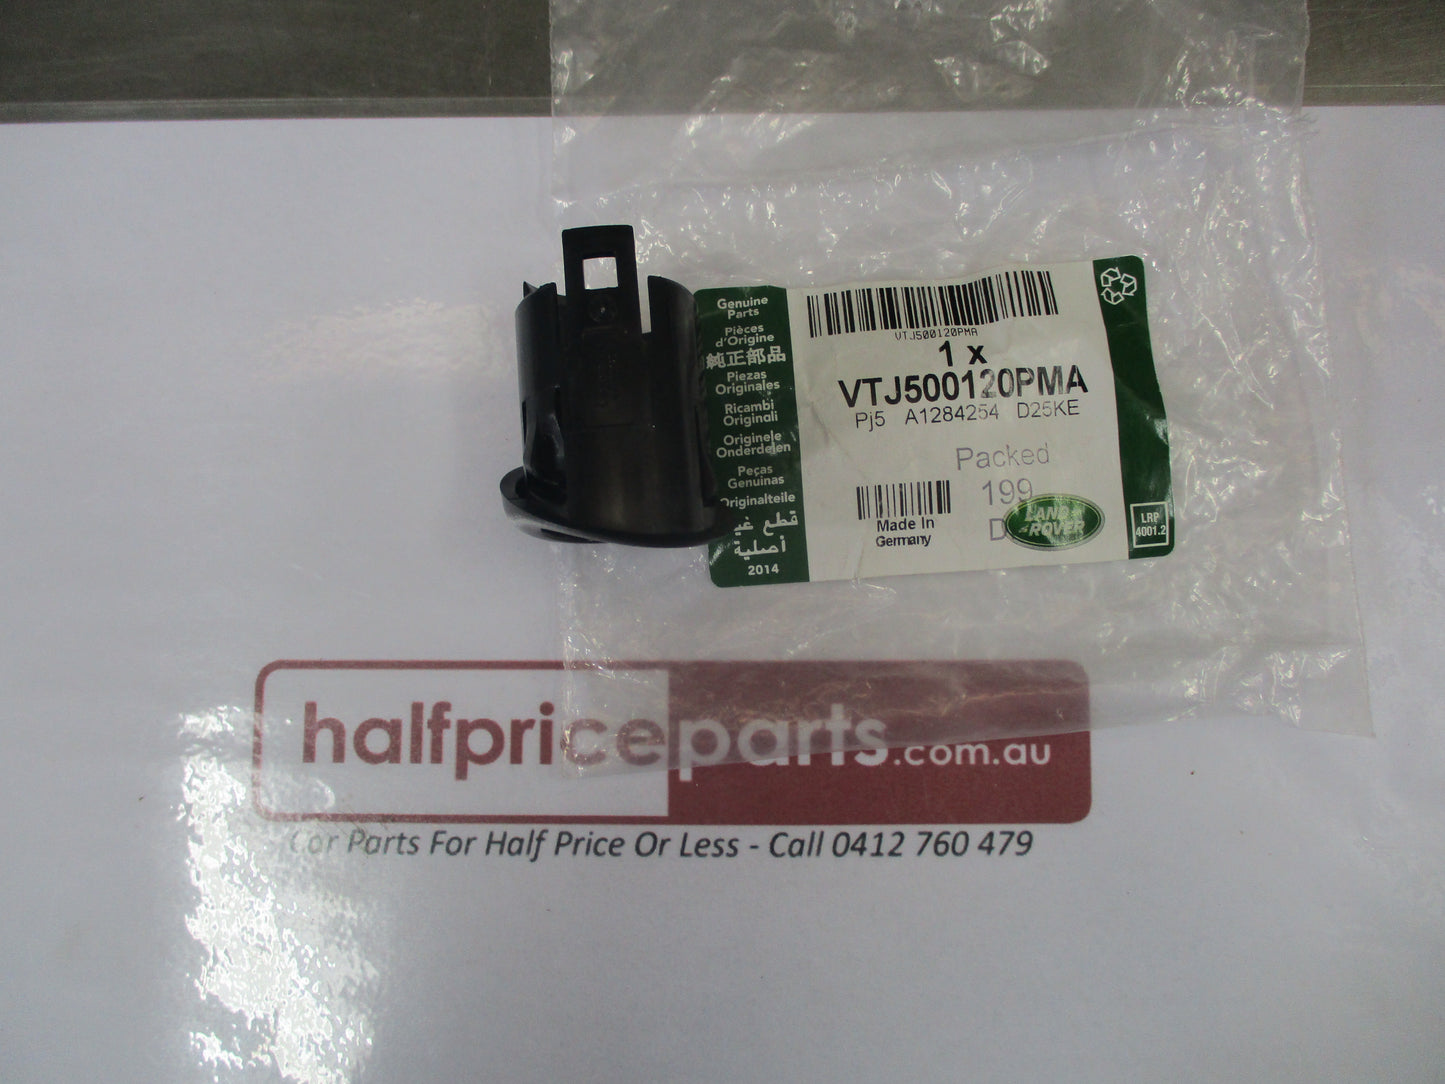 Genuine
Parts
Pièces
d'Origine
純正部品
Piezas
Originales
Ricambi
Originali
Originele
Onderdelen
Peças
Genuinas
Originalteile
قطع
أصلية
2014
VTJ500120PMA
1 x
VTJ500120PMA
Pj5 A1284254 D25KE
Packed
199
D
Made In
Germany
LAND
ROVER
LRP
4001.2
halfpriceparts.com.au
Car Parts For Half Price Or Less - Call 0412 760 479